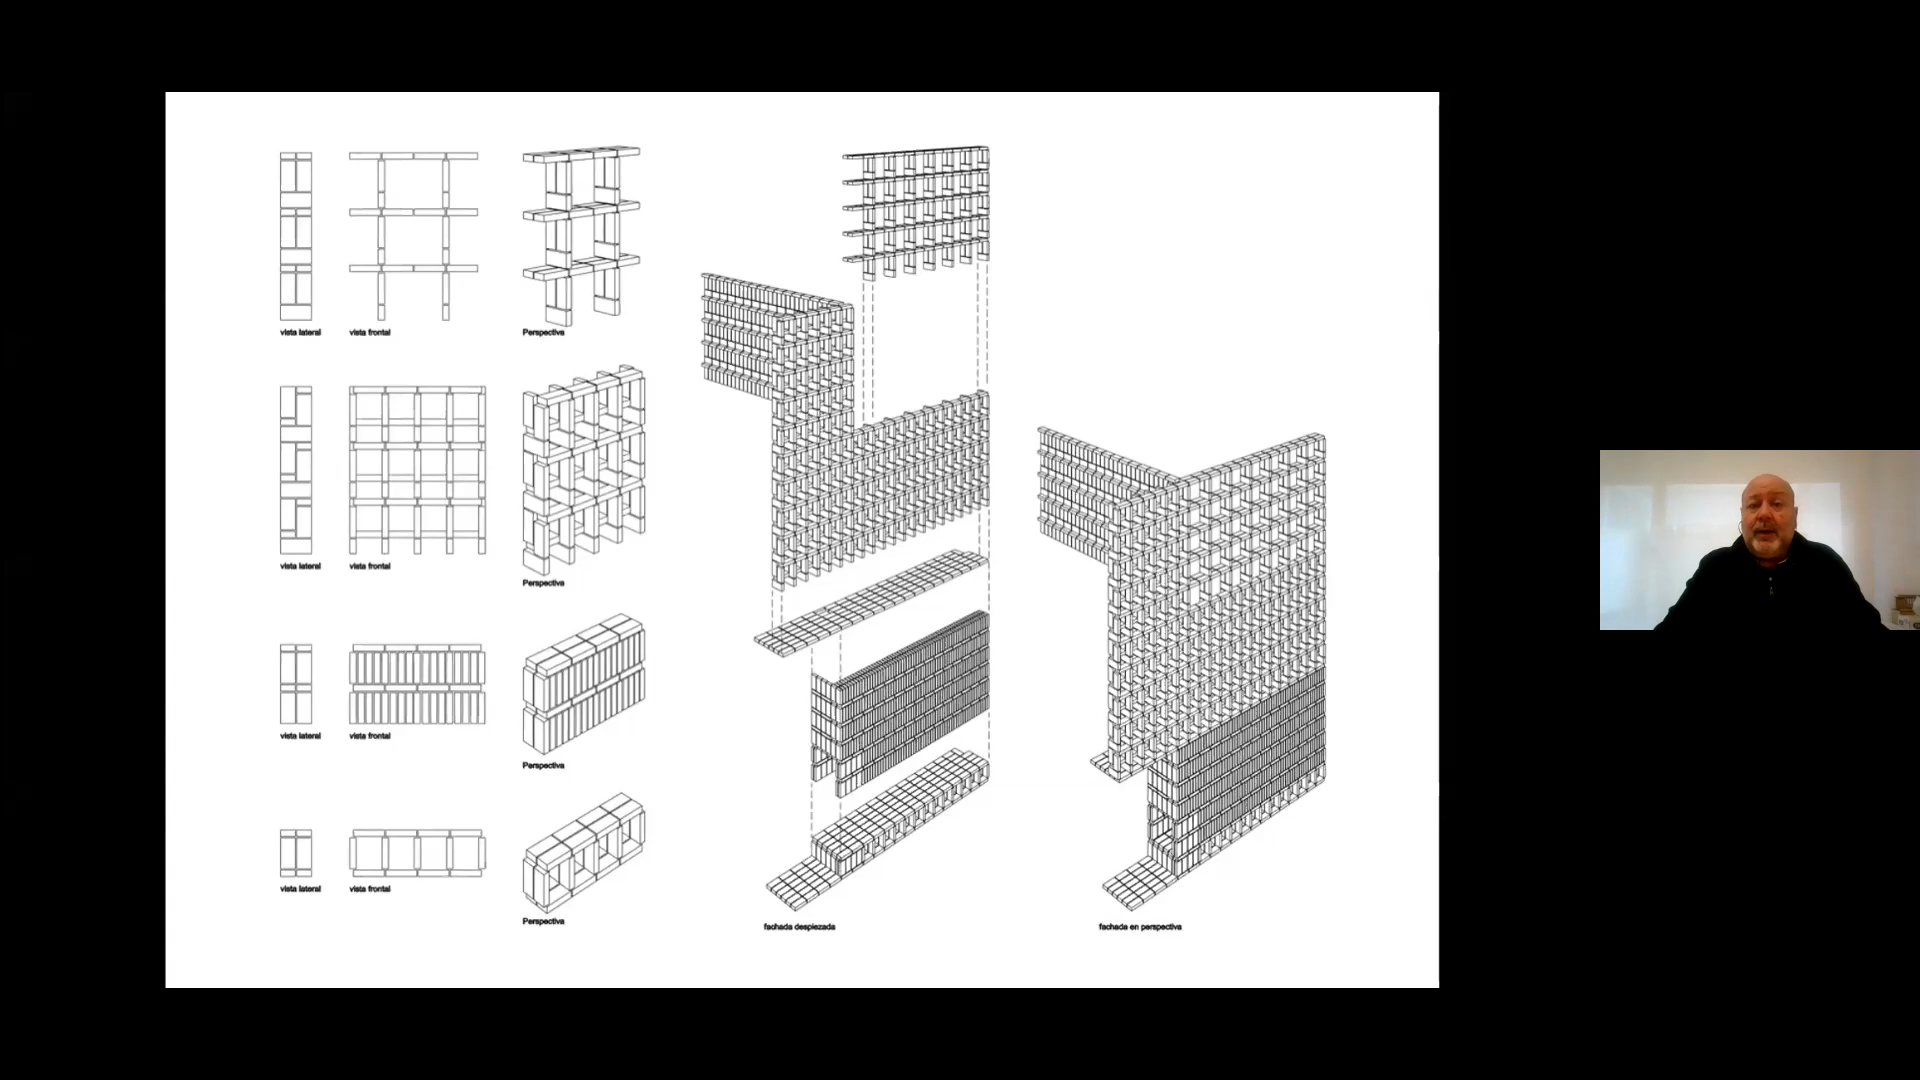 vista lateral
vista frontal
Perspectiva
vista lateral
vista frontal
Perspectiva
vista lateral
vista frontal
Perspectiva
vista lateral
vista frontal
Perspectiva
fachada despiezada
fachada en perspectiva